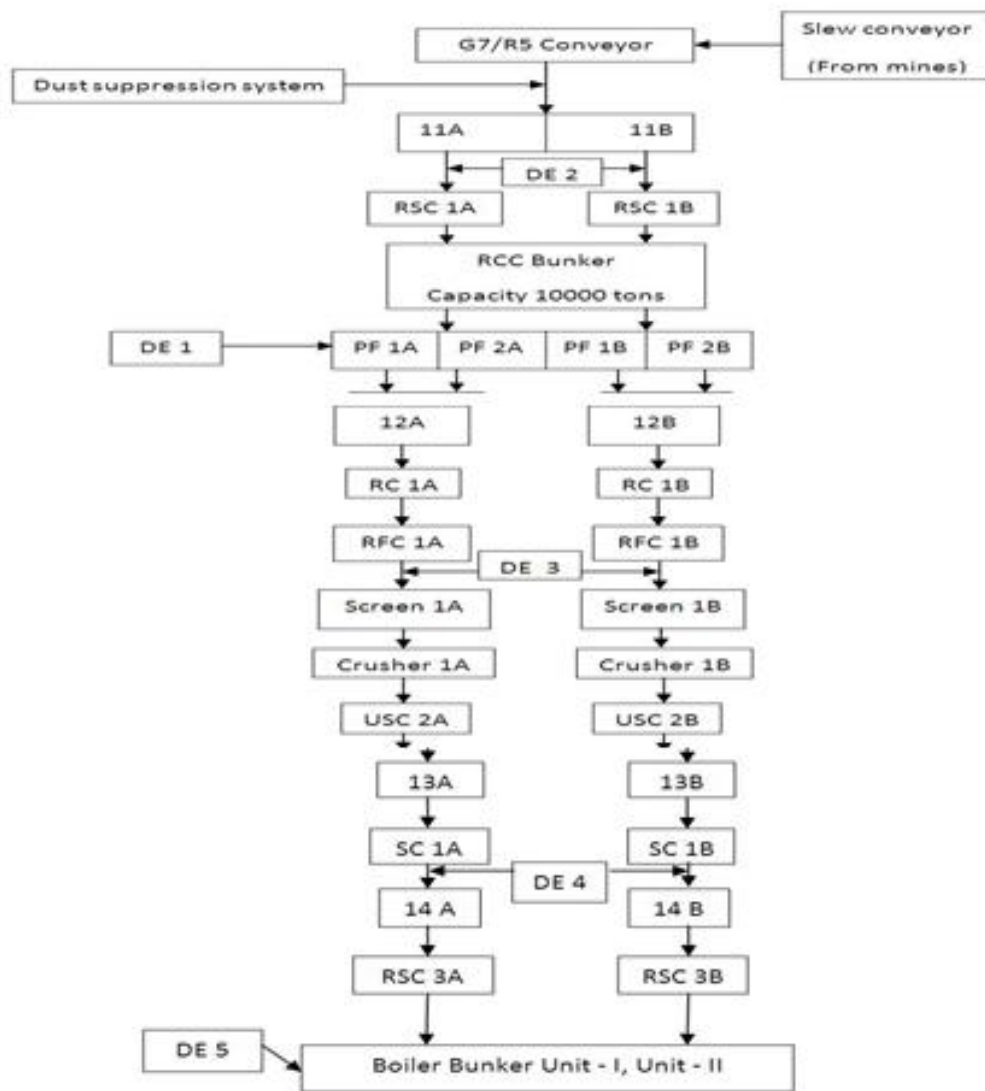 Slew conveyor
(From mines)
G7/R5 Conveyor
Dust suppression system
11A 11B
DE 2
RSC 1A RSC 1B
RCC Bunker
Capacity 10000 tons
DE 1 PF 1A PF 2A PF 1B PF 2B
12A 12B
RC 1A RC 1B
RFC 1A RFC 1B
DE 3
Screen 1A Screen 1B
Crusher 1A Crusher 1B
USC 2A USC 2B
13A 13B
SC 1A SC 1B
DE 4
14 A 14 B
RSC 3A RSC 3B
DE 5
Boiler Bunker Unit - I, Unit - II